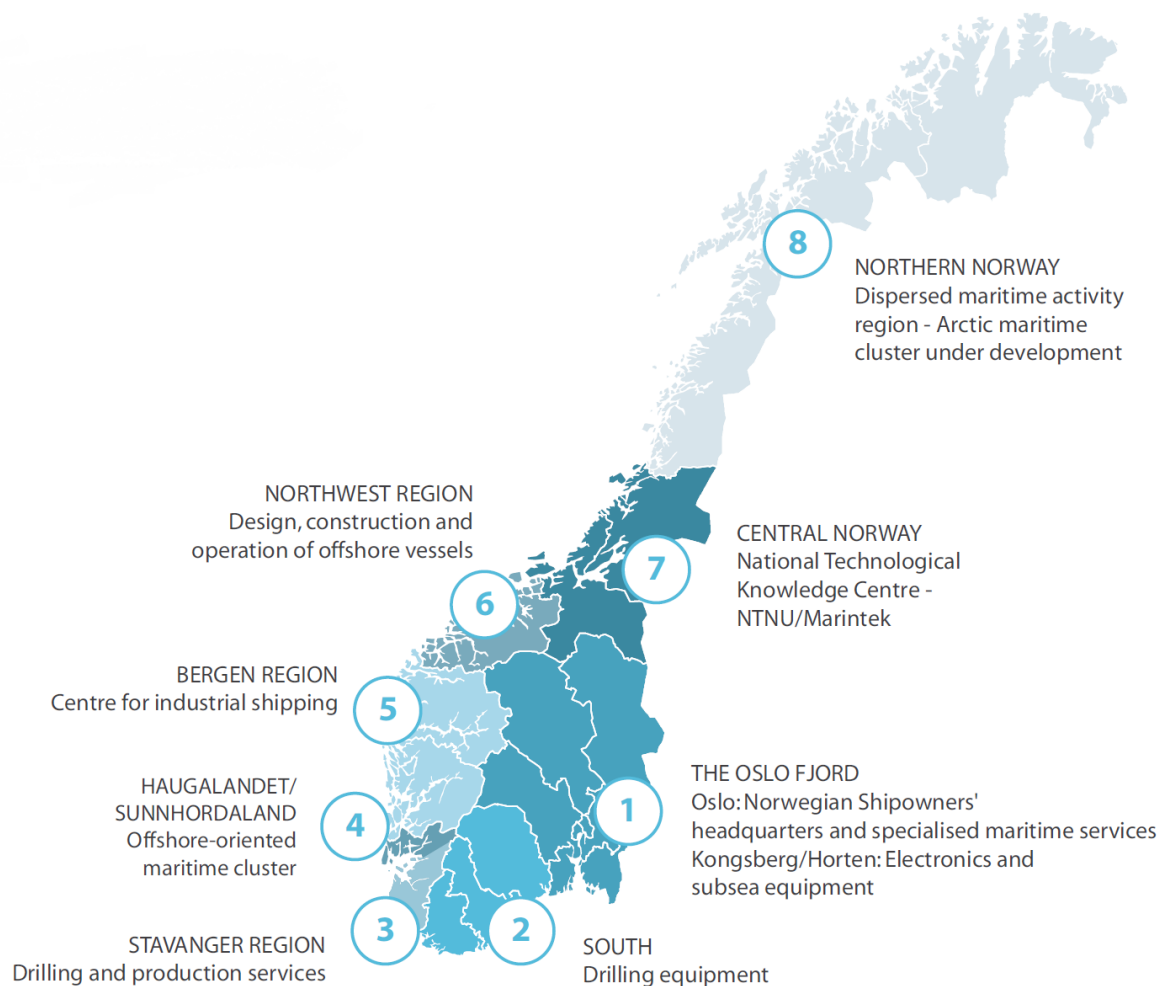 8
NORTHERN NORWAY
Dispersed maritime activity
region - Arctic maritime
cluster under development
NORTHWEST REGION
Design, construction and
operation of offshore vessels
6
7
CENTRAL NORWAY
National Technological
Knowledge Centre -
NTNU/Marintek
BERGEN REGION
Centre for industrial shipping
5
HAUGALANDET/
SUNNHORDALAND
Offshore-oriented
maritime cluster
4
1
THE OSLO FJORD
Oslo: Norwegian Shipowners'
headquarters and specialised maritime services
Kongsberg/Horten: Electronics and
subsea equipment
STAVANGER REGION
Drilling and production services
3
2
SOUTH
Drilling equipment